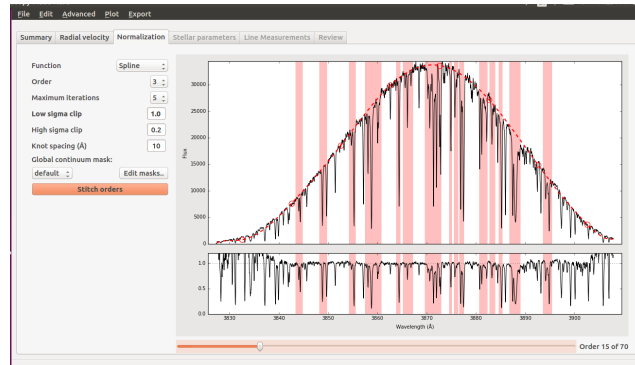 File Edit Advanced Plot Export
Summary Radial velocity Normalization Stellar parameters Line Measurements Review
Function Spline
Order 3
Maximum iterations 5
Low sigma clip 1.0
High sigma clip 0.2
Knot spacing (Å) 10
Global continuum mask:
default Edit masks..
Stitch orders
30000
25000
20000
15000
10000
5000
0
Flux
1.0
0.5
0.0
3830 3840 3850 3860 3870 3880 3890 3900
Wavelength (Å)
Order 15 of 70